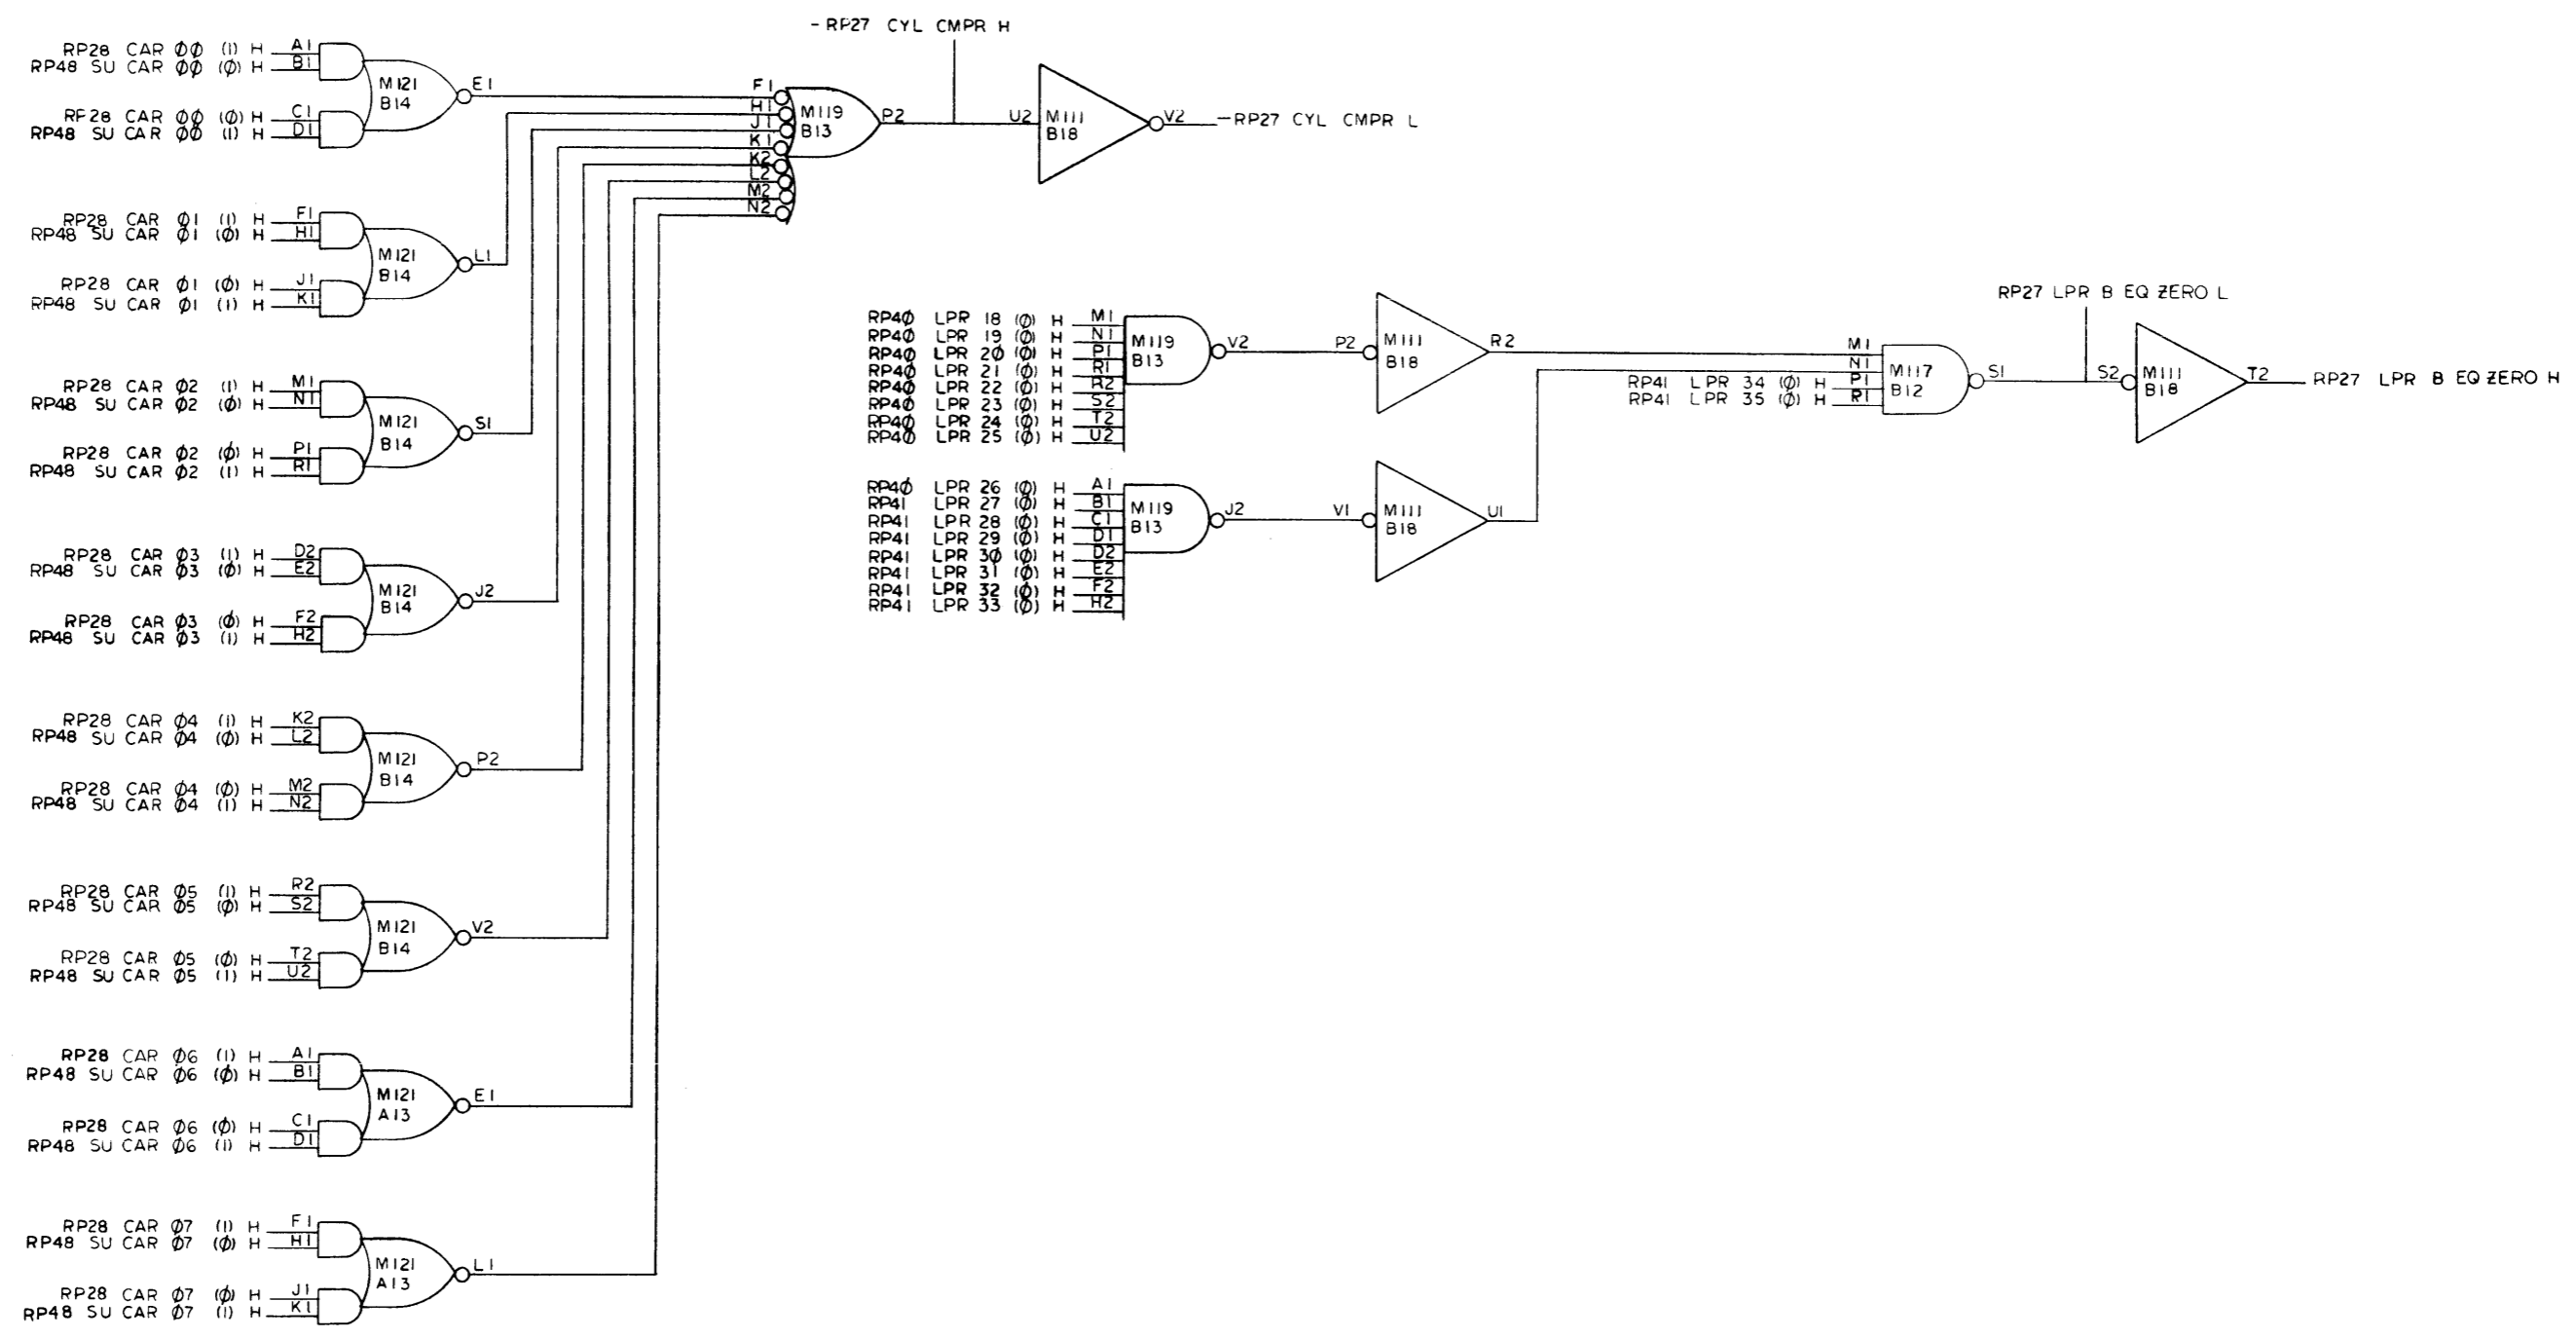 -RP27 CYL CMPR H
RP28 CAR ØØ (1) H A1
RP48 SU CAR ØØ (Ø) H B1
M121
B14
E1
RP28 CAR ØØ (Ø) H C1
RP48 SU CAR ØØ (1) H D1
F1
H1
J1
K1
K2
L2
M2
N2
M119
B13
P2
U2
M111
B18
V2
-RP27 CYL CMPR L
RP28 CAR Ø1 (1) H F1
RP48 SU CAR Ø1 (Ø) H H1
M121
B14
L1
RP28 CAR Ø1 (Ø) H J1
RP48 SU CAR Ø1 (1) H K1
RP28 CAR Ø2 (1) H M1
RP48 SU CAR Ø2 (Ø) H N1
M121
B14
S1
RP28 CAR Ø2 (Ø) H P1
RP48 SU CAR Ø2 (1) H R1
RP28 CAR Ø3 (1) H D2
RP48 SU CAR Ø3 (Ø) H E2
M121
B14
J2
RP28 CAR Ø3 (Ø) H F2
RP48 SU CAR Ø3 (1) H H2
RP28 CAR Ø4 (1) H K2
RP48 SU CAR Ø4 (Ø) H L2
M121
B14
P2
RP28 CAR Ø4 (Ø) H M2
RP48 SU CAR Ø4 (1) H N2
RP28 CAR Ø5 (1) H R2
RP48 SU CAR Ø5 (Ø) H S2
M121
B14
V2
RP28 CAR Ø5 (Ø) H T2
RP48 SU CAR Ø5 (1) H U2
RP28 CAR Ø6 (1) H A1
RP48 SU CAR Ø6 (Ø) H B1
M121
A13
E1
RP28 CAR Ø6 (Ø) H C1
RP48 SU CAR Ø6 (1) H D1
RP28 CAR Ø7 (1) H F1
RP48 SU CAR Ø7 (Ø) H H1
M121
A13
L1
RP28 CAR Ø7 (Ø) H J1
RP48 SU CAR Ø7 (1) H K1
RP4Ø LPR 18 (Ø) H M1
RP4Ø LPR 19 (Ø) H N1
RP4Ø LPR 2Ø (Ø) H P1
RP4Ø LPR 21 (Ø) H R1
RP4Ø LPR 22 (Ø) H R2
RP4Ø LPR 23 (Ø) H S2
RP4Ø LPR 24 (Ø) H T2
RP4Ø LPR 25 (Ø) H U2
M119
B13
V2
P2
M111
B18
R2
RP4Ø LPR 26 (Ø) H A1
RP41 LPR 27 (Ø) H B1
RP41 LPR 28 (Ø) H C1
RP41 LPR 29 (Ø) H D1
RP41 LPR 3Ø (Ø) H D2
RP41 LPR 31 (Ø) H E2
RP41 LPR 32 (Ø) H F2
RP41 LPR 33 (Ø) H H2
M119
B13
J2
V1
M111
B18
U1
RP27 LPR B EQ ZERO L
M1
N1
RP41 LPR 34 (Ø) H P1
RP41 LPR 35 (Ø) H R1
M117
B12
S1
S2
M111
B18
T2
RP27 LPR B EQ ZERO H